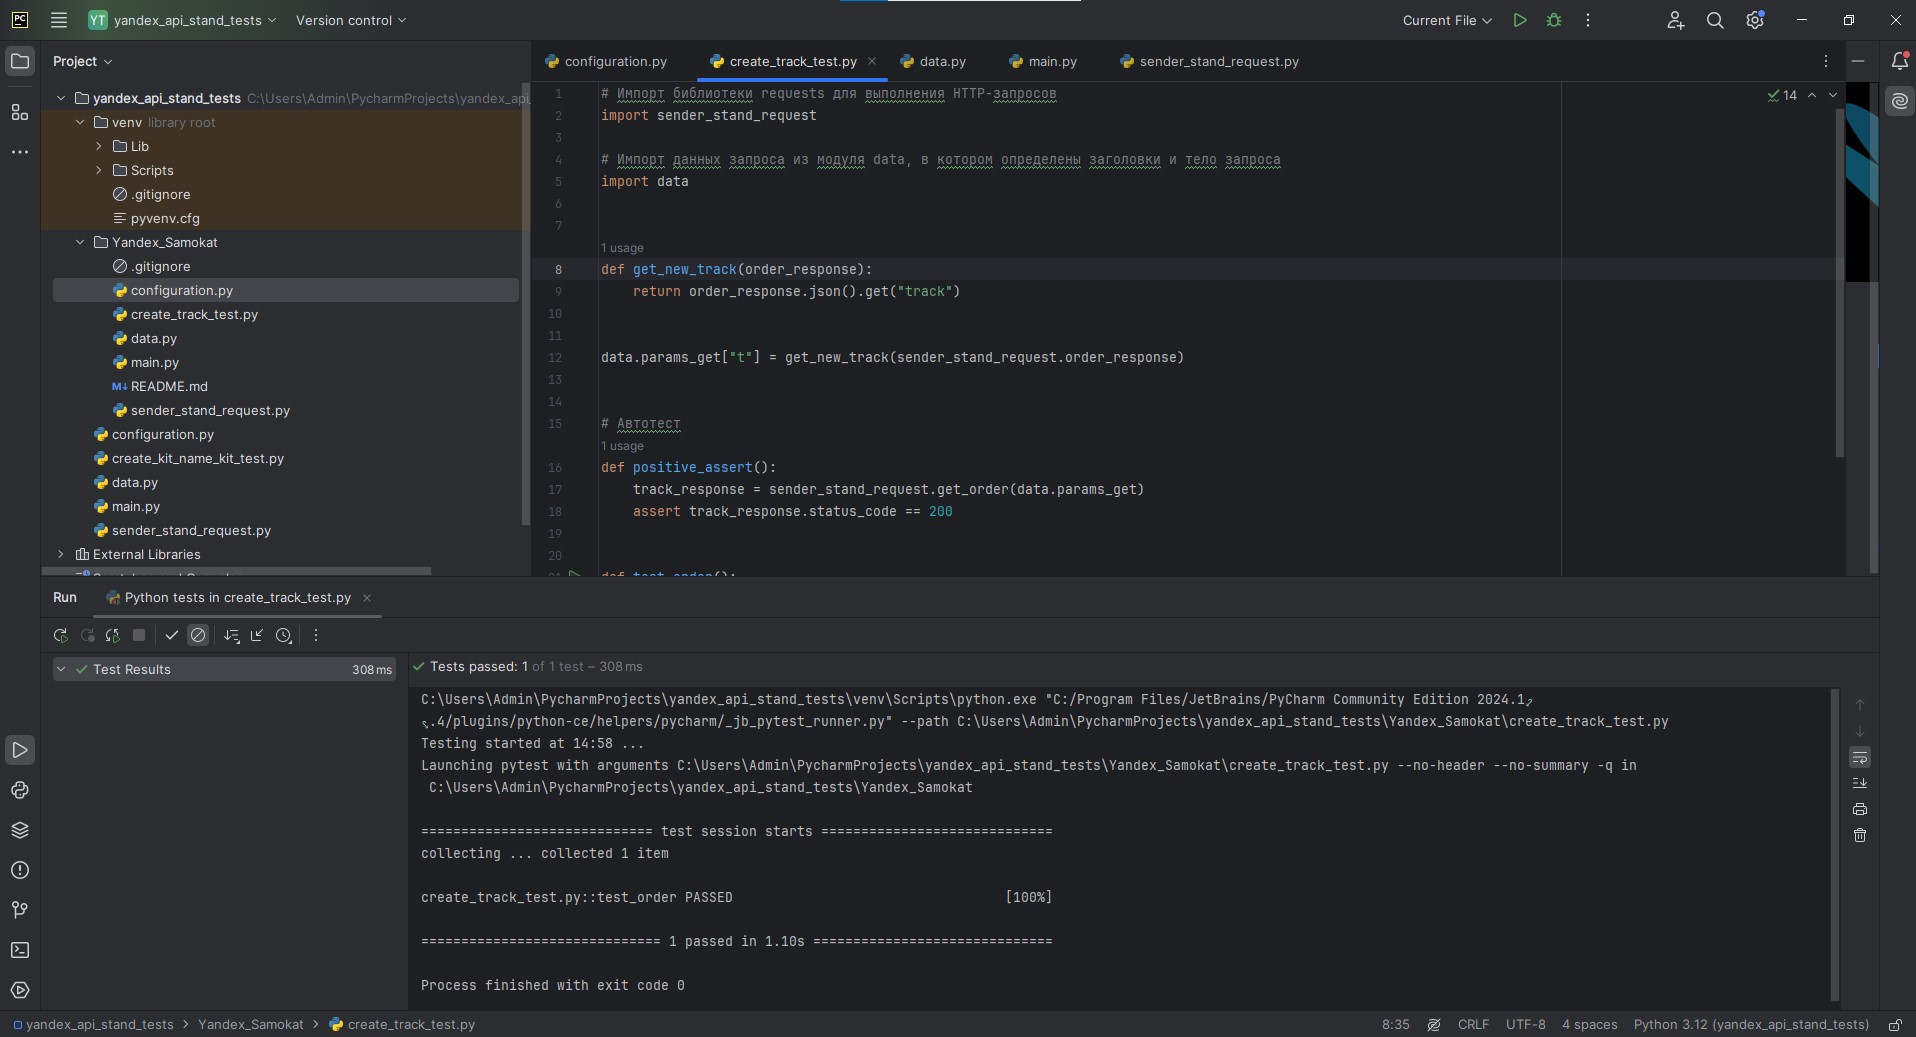 PC
YT yandex_api_stand_tests
Version control
Current File
Project
yandex_api_stand_tests C:\Users\Admin\PycharmProjects\yandex_api_
venv library root
Lib
Scripts
.gitignore
pyvenv.cfg
Yandex_Samokat
.gitignore
configuration.py
create_track_test.py
data.py
main.py
M↓ README.md
sender_stand_request.py
configuration.py
create_kit_name_kit_test.py
data.py
main.py
sender_stand_request.py
External Libraries
configuration.py
create_track_test.py
data.py
main.py
sender_stand_request.py
14
1 # Импорт библиотеки requests для выполнения HTTP-запросов
2 import sender_stand_request
3
4 # Импорт данных запроса из модуля data, в котором определены заголовки и тело запроса
5 import data
6
7
1 usage
8 def get_new_track(order_response):
9 return order_response.json().get("track")
10
11
12 data.params_get["t"] = get_new_track(sender_stand_request.order_response)
13
14
15 # Автотест
1 usage
16 def positive_assert():
17 track_response = sender_stand_request.get_order(data.params_get)
18 assert track_response.status_code == 200
19
20
21 def test_order():
Run
Python tests in create_track_test.py
Test Results 308 ms
Tests passed: 1 of 1 test – 308 ms
C:\Users\Admin\PycharmProjects\yandex_api_stand_tests\venv\Scripts\python.exe "C:/Program Files/JetBrains/PyCharm Community Edition 2024.1
.4/plugins/python-ce/helpers/pycharm/_jb_pytest_runner.py" --path C:\Users\Admin\PycharmProjects\yandex_api_stand_tests\Yandex_Samokat\create_track_test.py
Testing started at 14:58 ...
Launching pytest with arguments C:\Users\Admin\PycharmProjects\yandex_api_stand_tests\Yandex_Samokat\create_track_test.py --no-header --no-summary -q in
C:\Users\Admin\PycharmProjects\yandex_api_stand_tests\Yandex_Samokat
============================= test session starts =============================
collecting ... collected 1 item
create_track_test.py::test_order PASSED [100%]
============================== 1 passed in 1.10s ==============================
Process finished with exit code 0
yandex_api_stand_tests > Yandex_Samokat > create_track_test.py
8:35
CRLF
UTF-8
4 spaces
Python 3.12 (yandex_api_stand_tests)